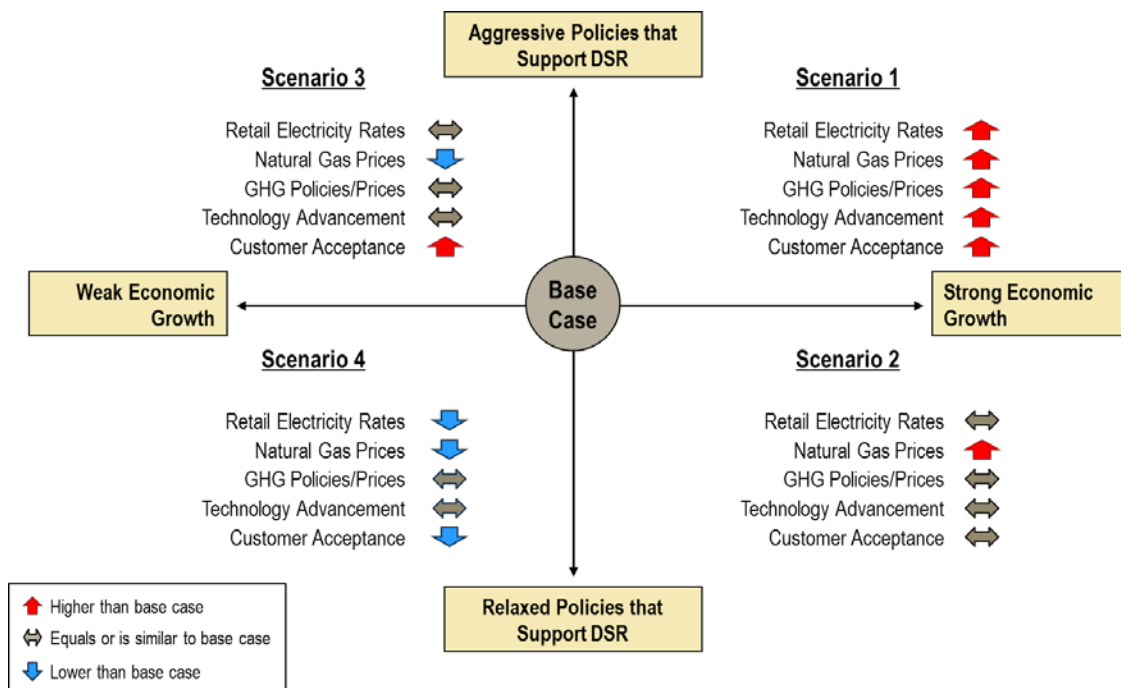 Aggressive Policies that
Support DSR
Scenario 3
Retail Electricity Rates
Natural Gas Prices
GHG Policies/Prices
Technology Advancement
Customer Acceptance
Scenario 1
Retail Electricity Rates
Natural Gas Prices
GHG Policies/Prices
Technology Advancement
Customer Acceptance
Weak Economic
Growth
Base
Case
Strong Economic
Growth
Scenario 4
Retail Electricity Rates
Natural Gas Prices
GHG Policies/Prices
Technology Advancement
Customer Acceptance
Scenario 2
Retail Electricity Rates
Natural Gas Prices
GHG Policies/Prices
Technology Advancement
Customer Acceptance
Relaxed Policies that
Support DSR
Higher than base case
Equals or is similar to base case
Lower than base case